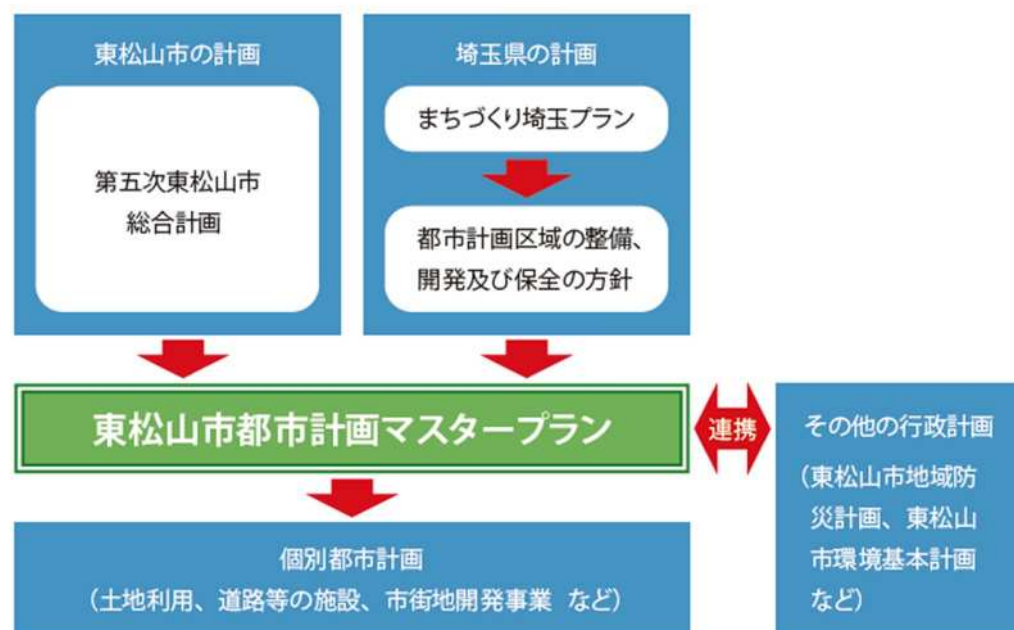 東松山市の計画
第五次東松山市
総合計画
埼玉県の計画
まちづくり埼玉プラン
都市計画区域の整備、
開発及び保全の方針
東松山市都市計画マスタープラン
連携
その他の行政計画
（東松山市地域防
災計画、東松山
市環境基本計画
など）
個別都市計画
（土地利用、道路等の施設、市街地開発事業 など）